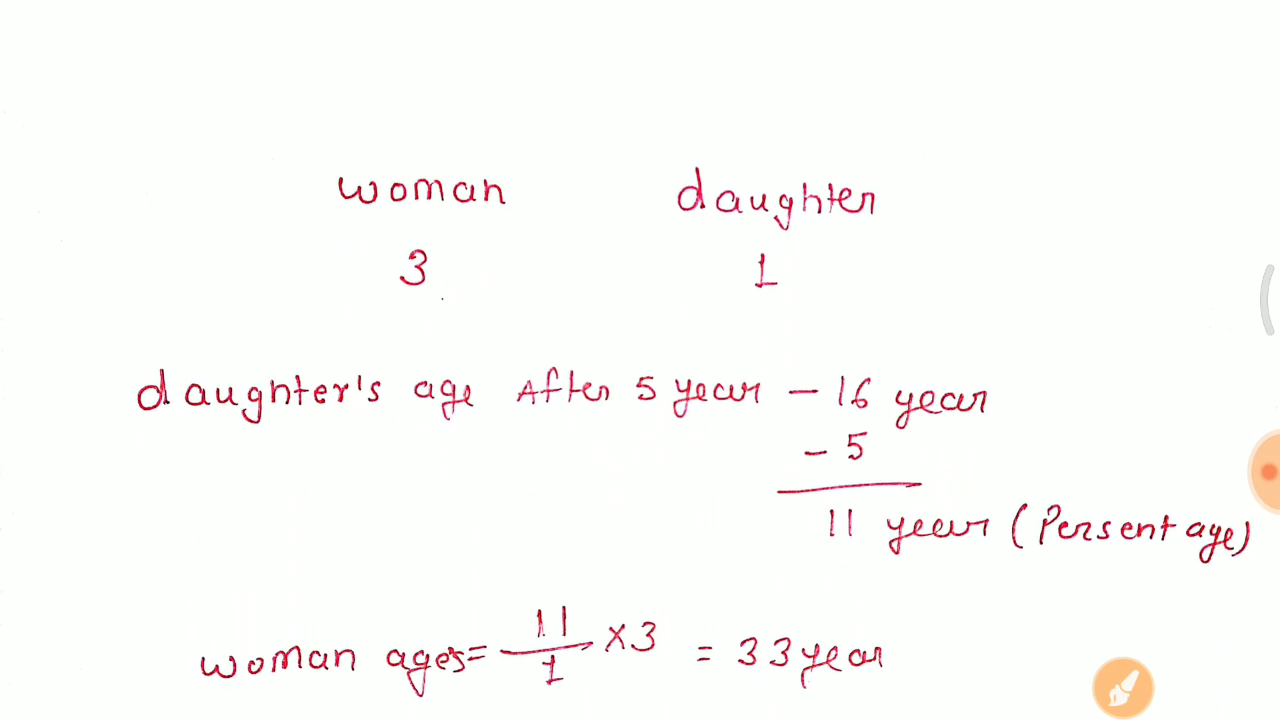 woman daughter
3 1
daughter's age After 5 year - 16 year
- 5
11 year (Persent age)
woman ages = 11/1 × 3 = 33 year